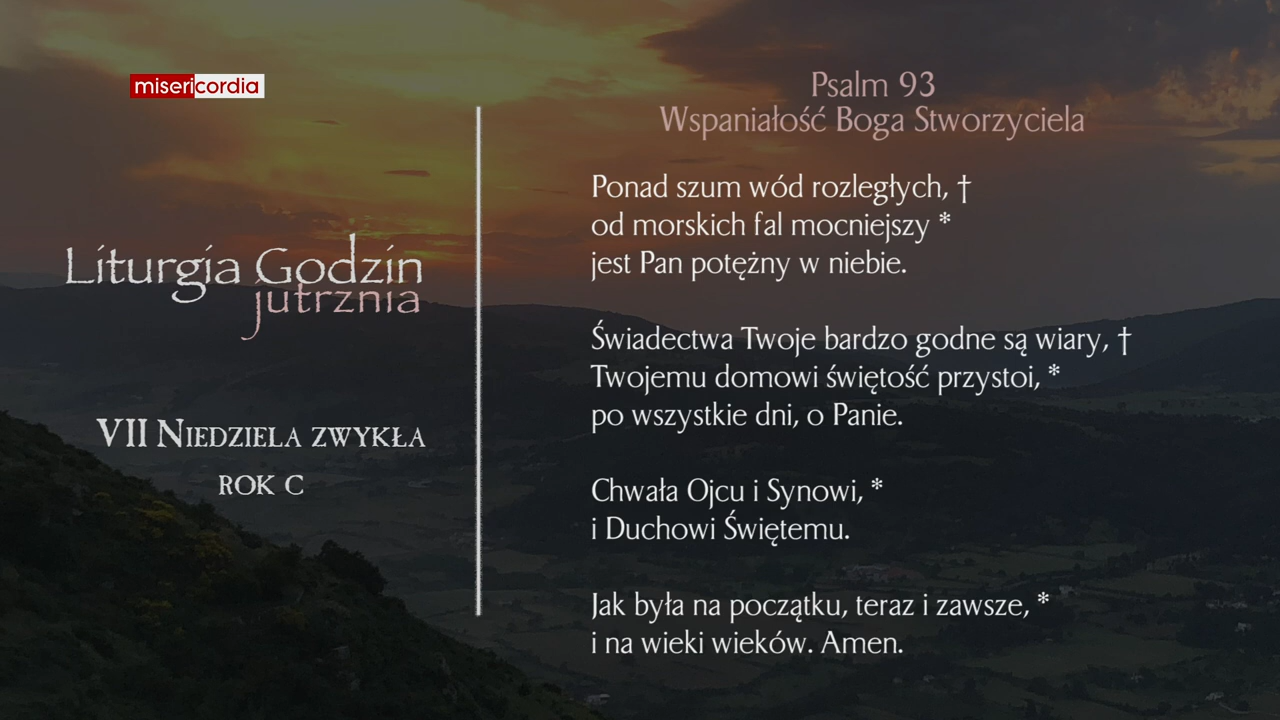 misericordia
Liturgia Godzin
jutrznia
VII Niedziela zwykła
rok C
Psalm 93
Wspaniałość Boga Stworzyciela
Ponad szum wód rozległych, †
od morskich fal mocniejszy *
jest Pan potężny w niebie.
Świadectwa Twoje bardzo godne są wiary, †
Twojemu domowi świętość przystoi, *
po wszystkie dni, o Panie.
Chwała Ojcu i Synowi, *
i Duchowi Świętemu.
Jak była na początku, teraz i zawsze, *
i na wieki wieków. Amen.